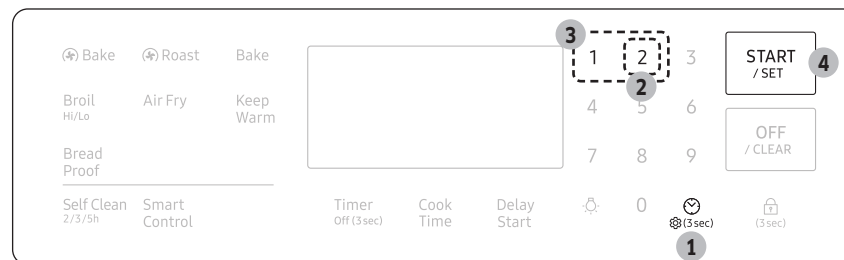 Bake Roast Bake
Broil
Hi/Lo
Air Fry
Keep
Warm
Bread
Proof
Self Clean
2/3/5h
Smart
Control
Timer
Off (3 sec)
Cook
Time
Delay
Start
3
1 2 3
2
4 5 6
7 8 9
0
(3 sec)
1
START
/ SET
4
OFF
/ CLEAR
(3 sec)